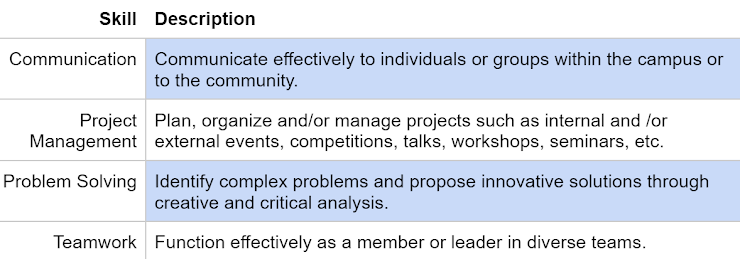 Skill Description
Communication Communicate effectively to individuals or groups within the campus or
to the community.
Project Plan, organize and/or manage projects such as internal and /or
Management external events, competitions, talks, workshops, seminars, etc.
Problem Solving Identify complex problems and propose innovative solutions through
creative and critical analysis.
Teamwork Function effectively as a member or leader in diverse teams.